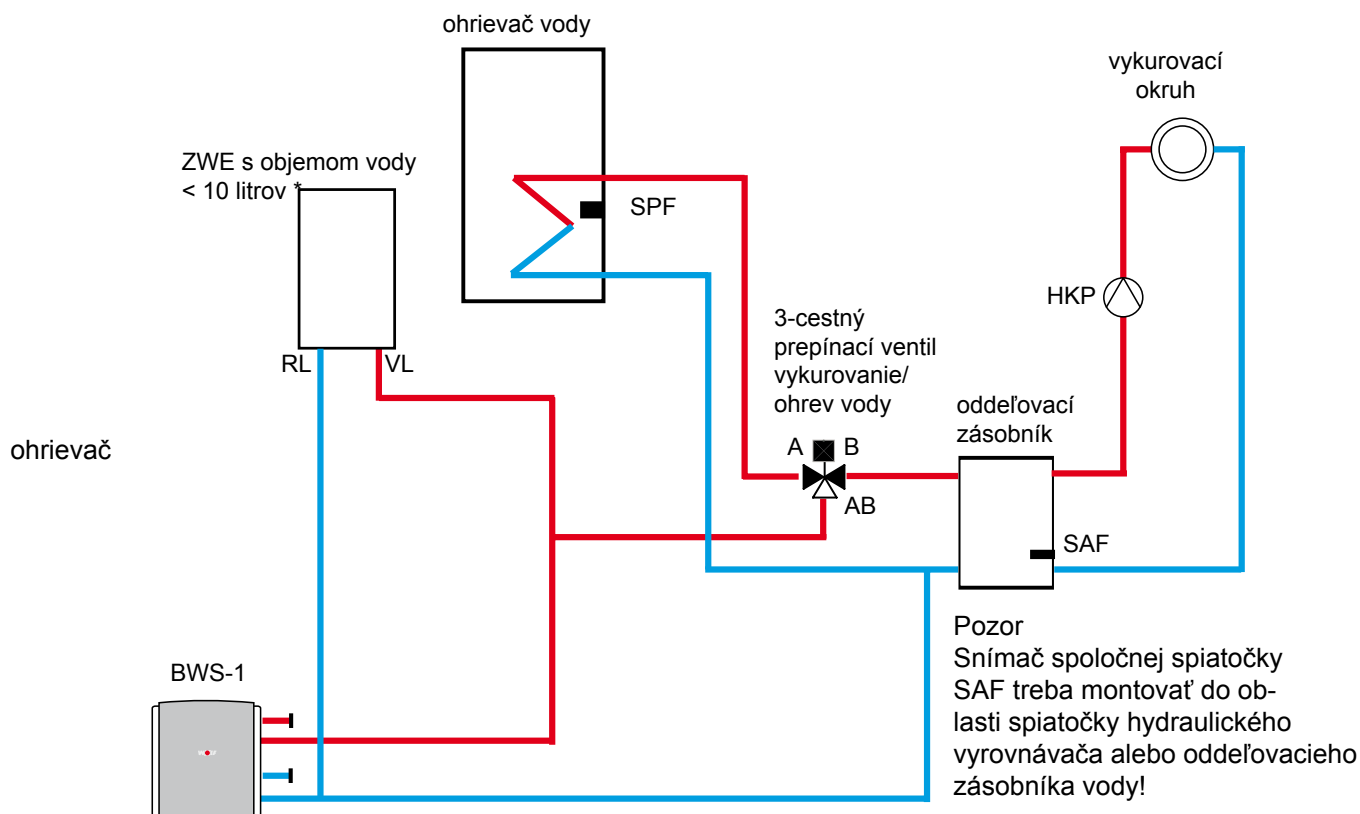 ohrievač vody
vykurovací
okruh
ZWE s objemom vody
< 10 litrov *
SPF
HKP
3-cestný
prepínací ventil
vykurovanie/
ohrev vody
RL
VL
oddeľovací
zásobník
ohrievač
A
B
AB
SAF
Pozor
Snímač spoločnej spiatočky
SAF treba montovať do ob-
lasti spiatočky hydraulického
vyrovnávača alebo oddeľovacieho
zásobníka vody!
BWS-1